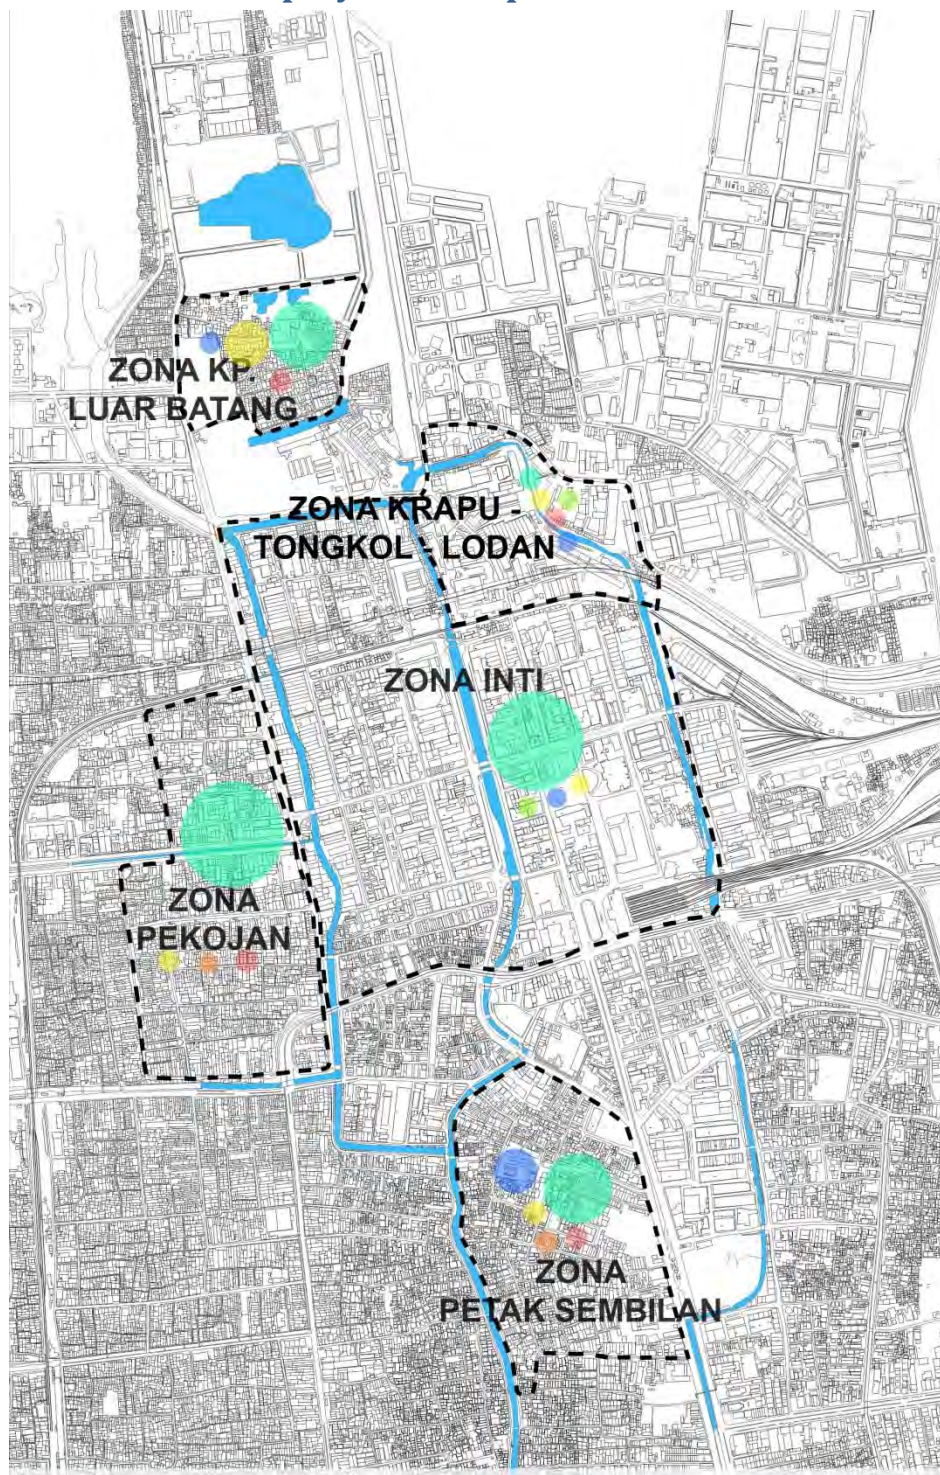 ZONA KP.
LUAR BATANG
ZONA KRAPU -
TONGKOL - LODAN
ZONA INTI
ZONA
PEKOJAN
ZONA
PETAK SEMBILAN